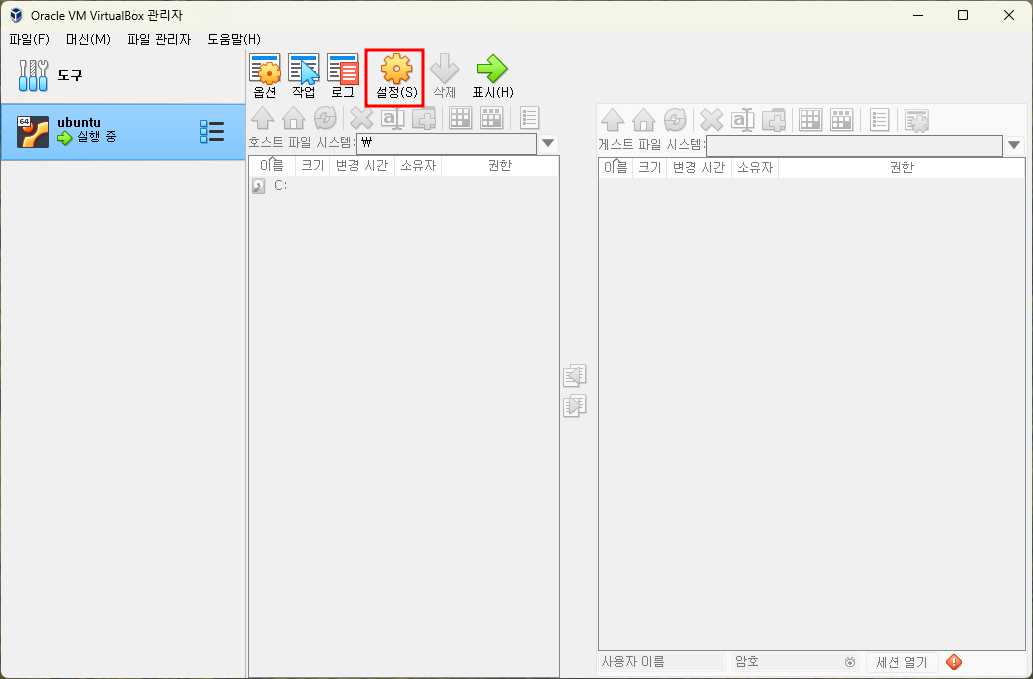 Oracle VM VirtualBox 관리자
파일(F) 머신(M) 파일 관리자 도움말(H)
도구
64
ubuntu
실행 중
옵션 작업 로그 설정(S) 삭제 표시(H)
호스트 파일 시스템: ₩
이름 크기 변경 시간 소유자 권한
C:
게스트 파일 시스템:
이름 크기 변경 시간 소유자 권한
사용자 이름 암호 세션 열기